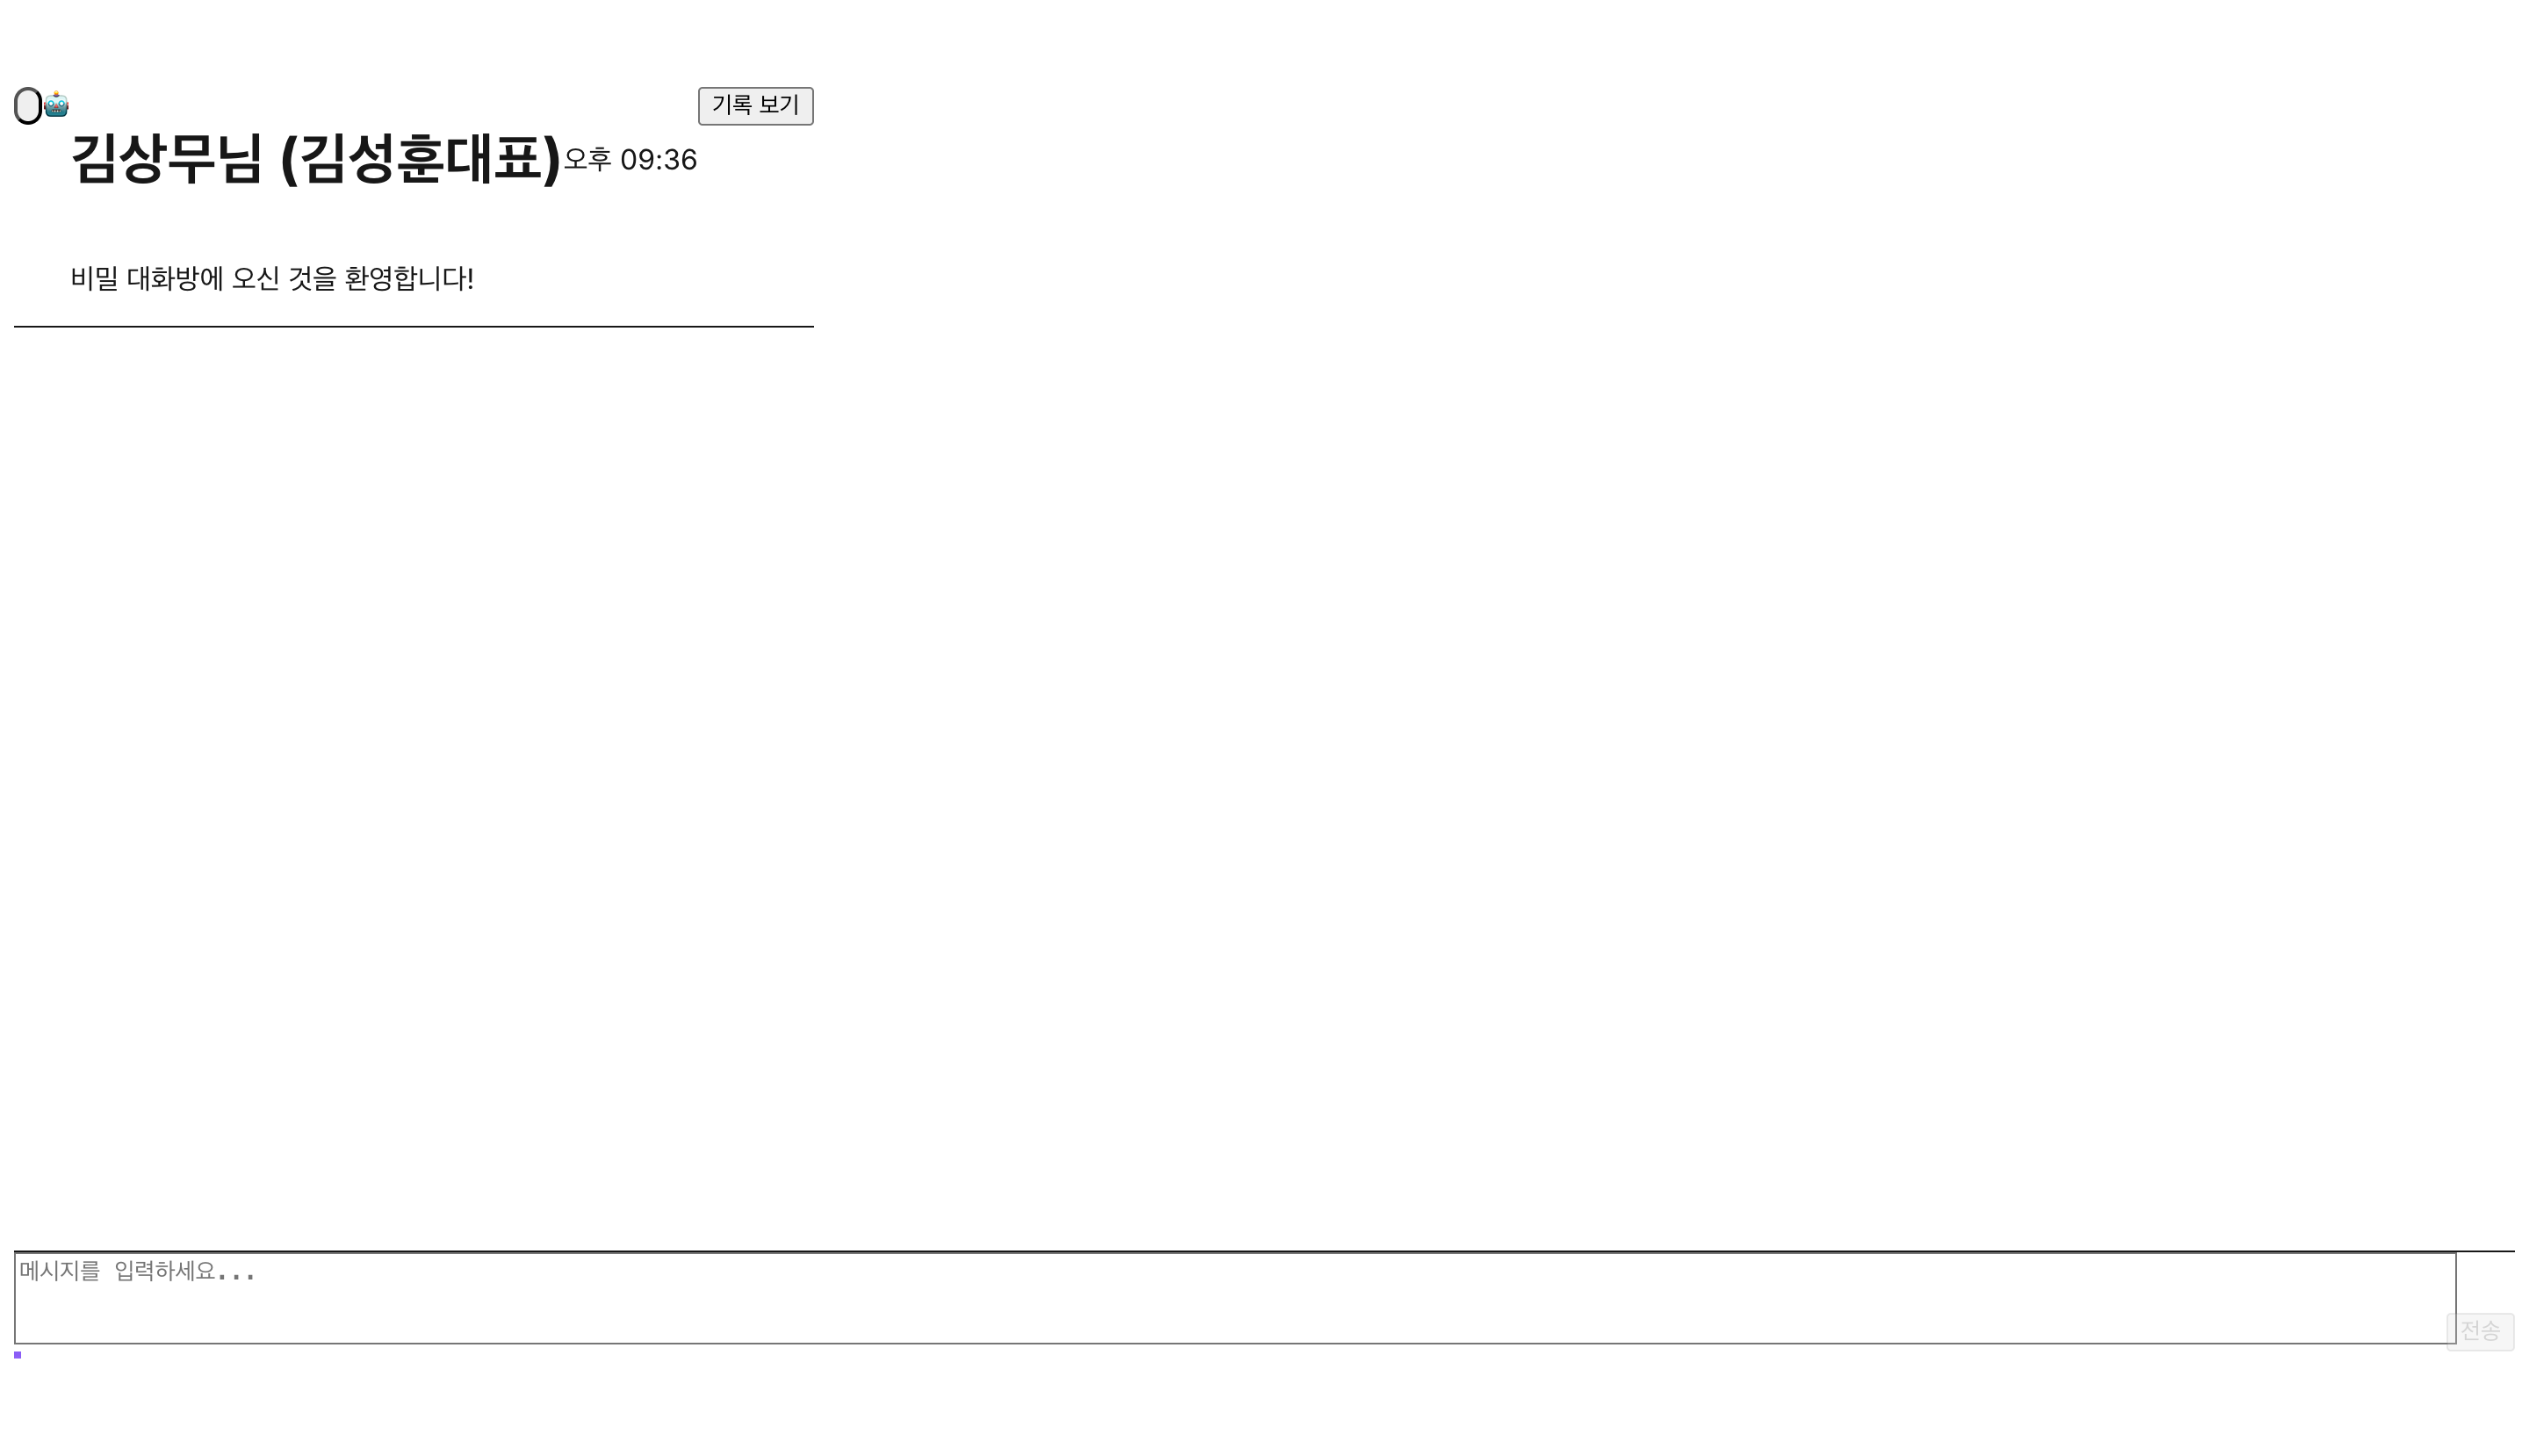 기록 보기
김상무님 (김성훈대표) 오후 09:36
비밀 대화방에 오신 것을 환영합니다!
메시지를 입력하세요...
전송